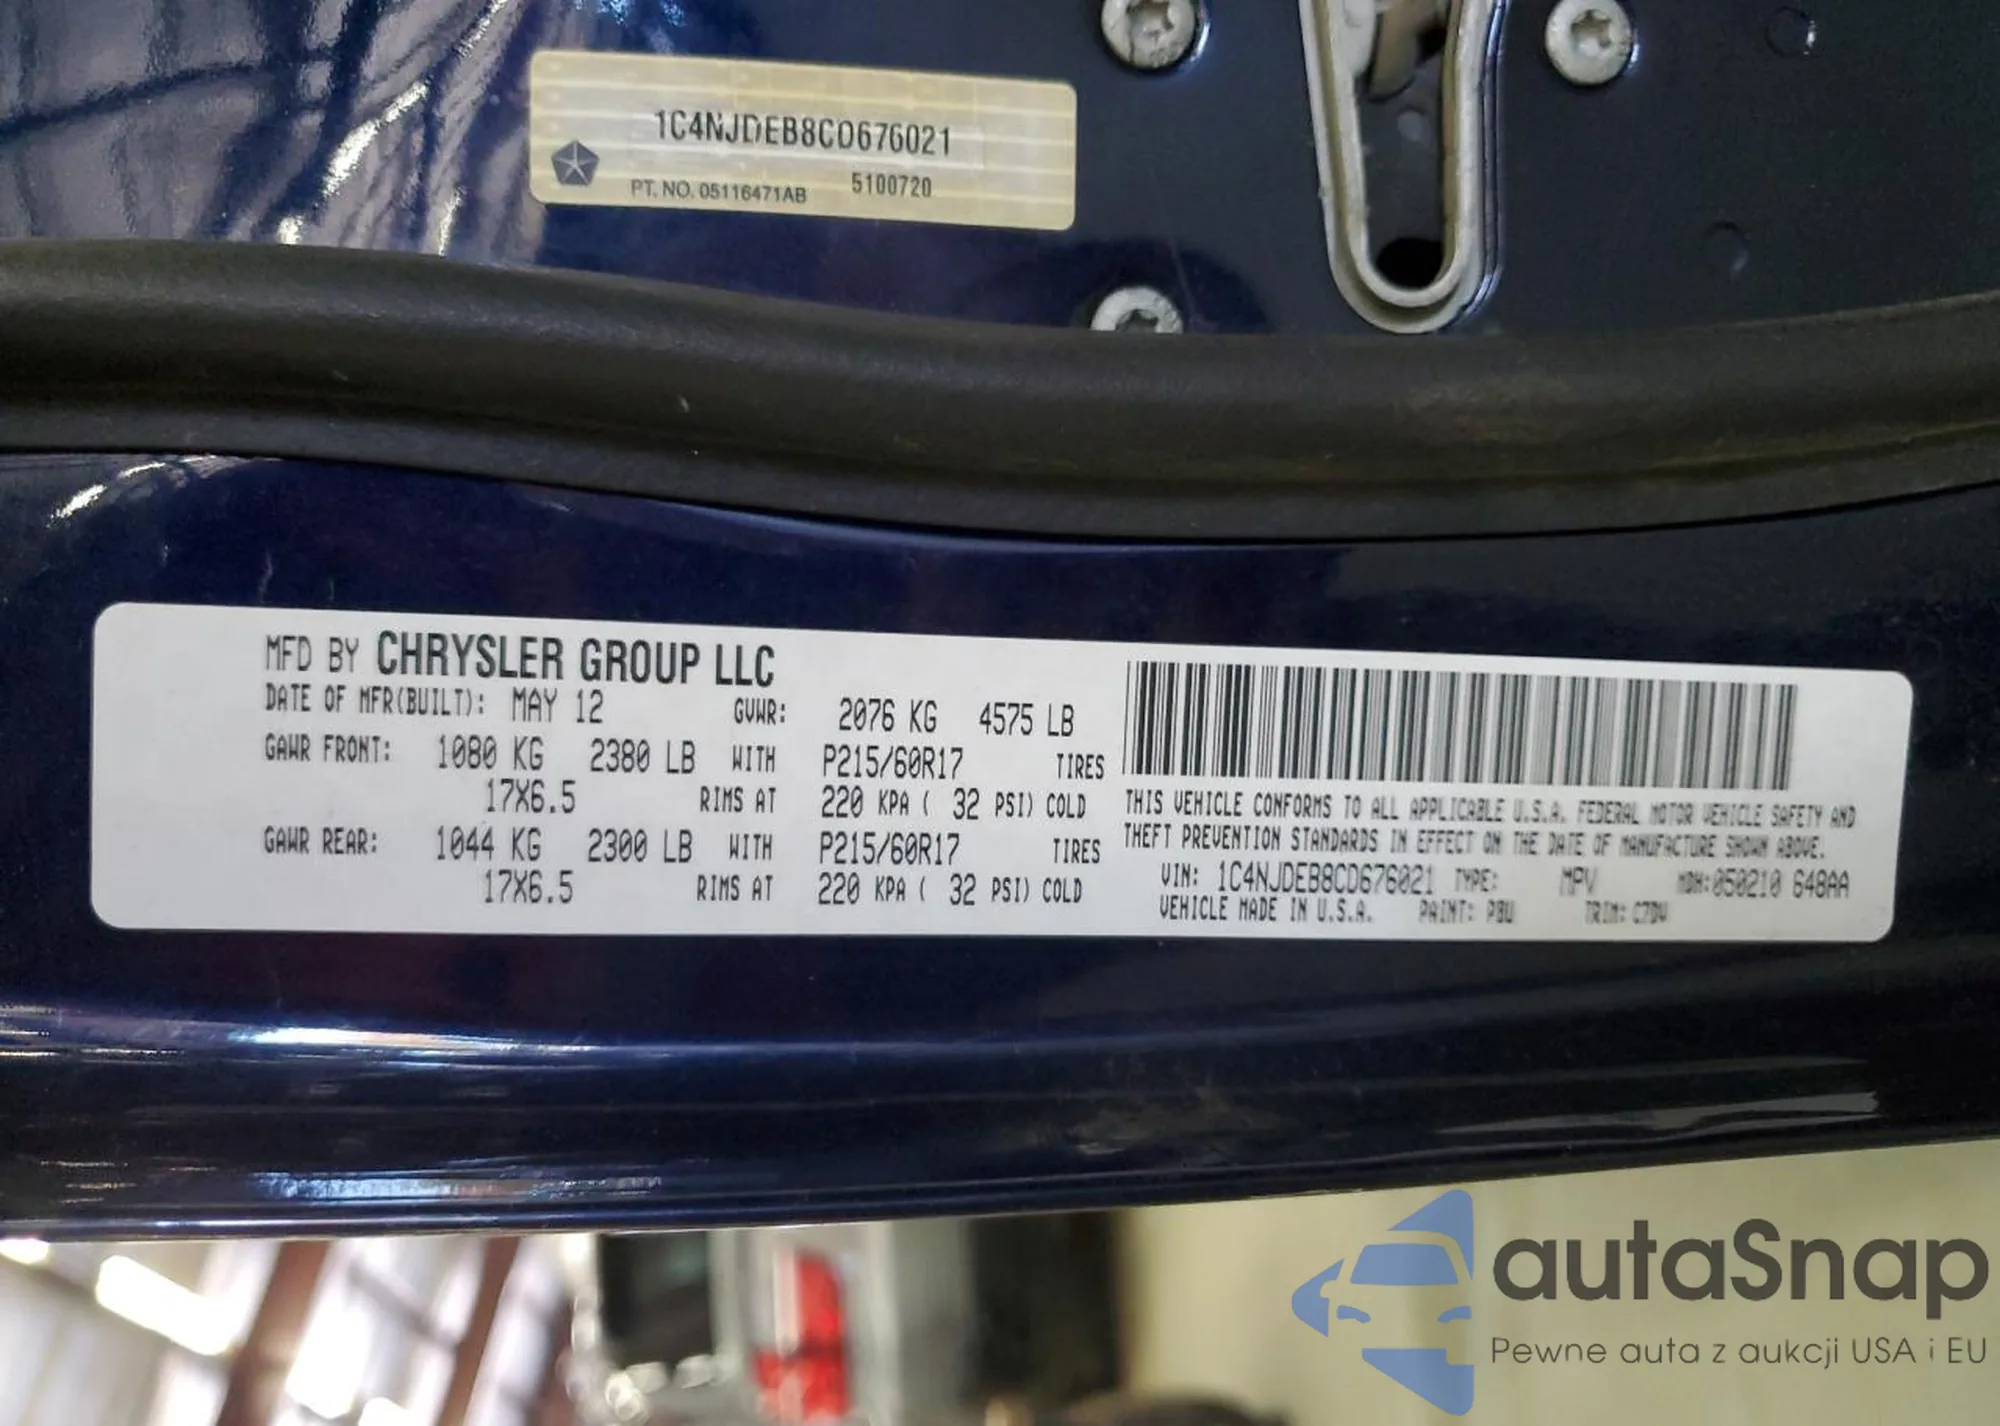 1C4NJDEB8CD676021
PT. NO. 05116471AB 5100720
MFD BY CHRYSLER GROUP LLC
DATE OF MFR(BUILT): MAY 12 GVWR: 2076 KG 4575 LB
GAWR FRONT: 1080 KG 2380 LB WITH P215/60R17 TIRES
17X6.5 RIMS AT 220 KPA ( 32 PSI) COLD
GAWR REAR: 1044 KG 2300 LB WITH P215/60R17 TIRES
17X6.5 RIMS AT 220 KPA ( 32 PSI) COLD
THIS VEHICLE CONFORMS TO ALL APPLICABLE U.S.A. FEDERAL MOTOR VEHICLE SAFETY AND
THEFT PREVENTION STANDARDS IN EFFECT ON THE DATE OF MANUFACTURE SHOWN ABOVE.
VIN: 1C4NJDEB8CD676021 TYPE: MPV MDH:050210 648AA
VEHICLE MADE IN U.S.A. PAINT: PBU TRIM: C7DV
autaSnap
Pewne auta z aukcji USA i EU